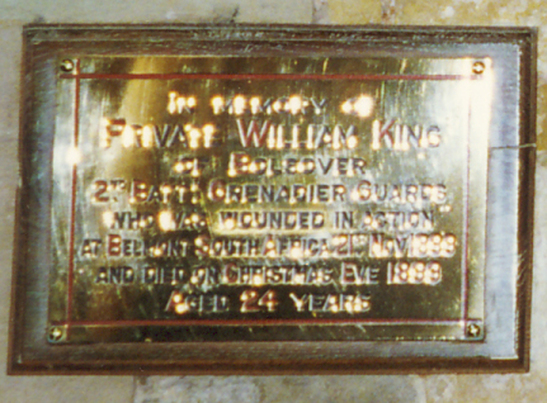 IN MEMORY OF
PRIVATE WILLIAM KING
OF BOLSOVER
2ND BATTN GRENADIER GUARDS
WHO WAS WOUNDED IN ACTION
AT BELMONT SOUTH AFRICA NOV. 1899
AND DIED ON CHRISTMAS EVE 1899
AGED 24 YEARS